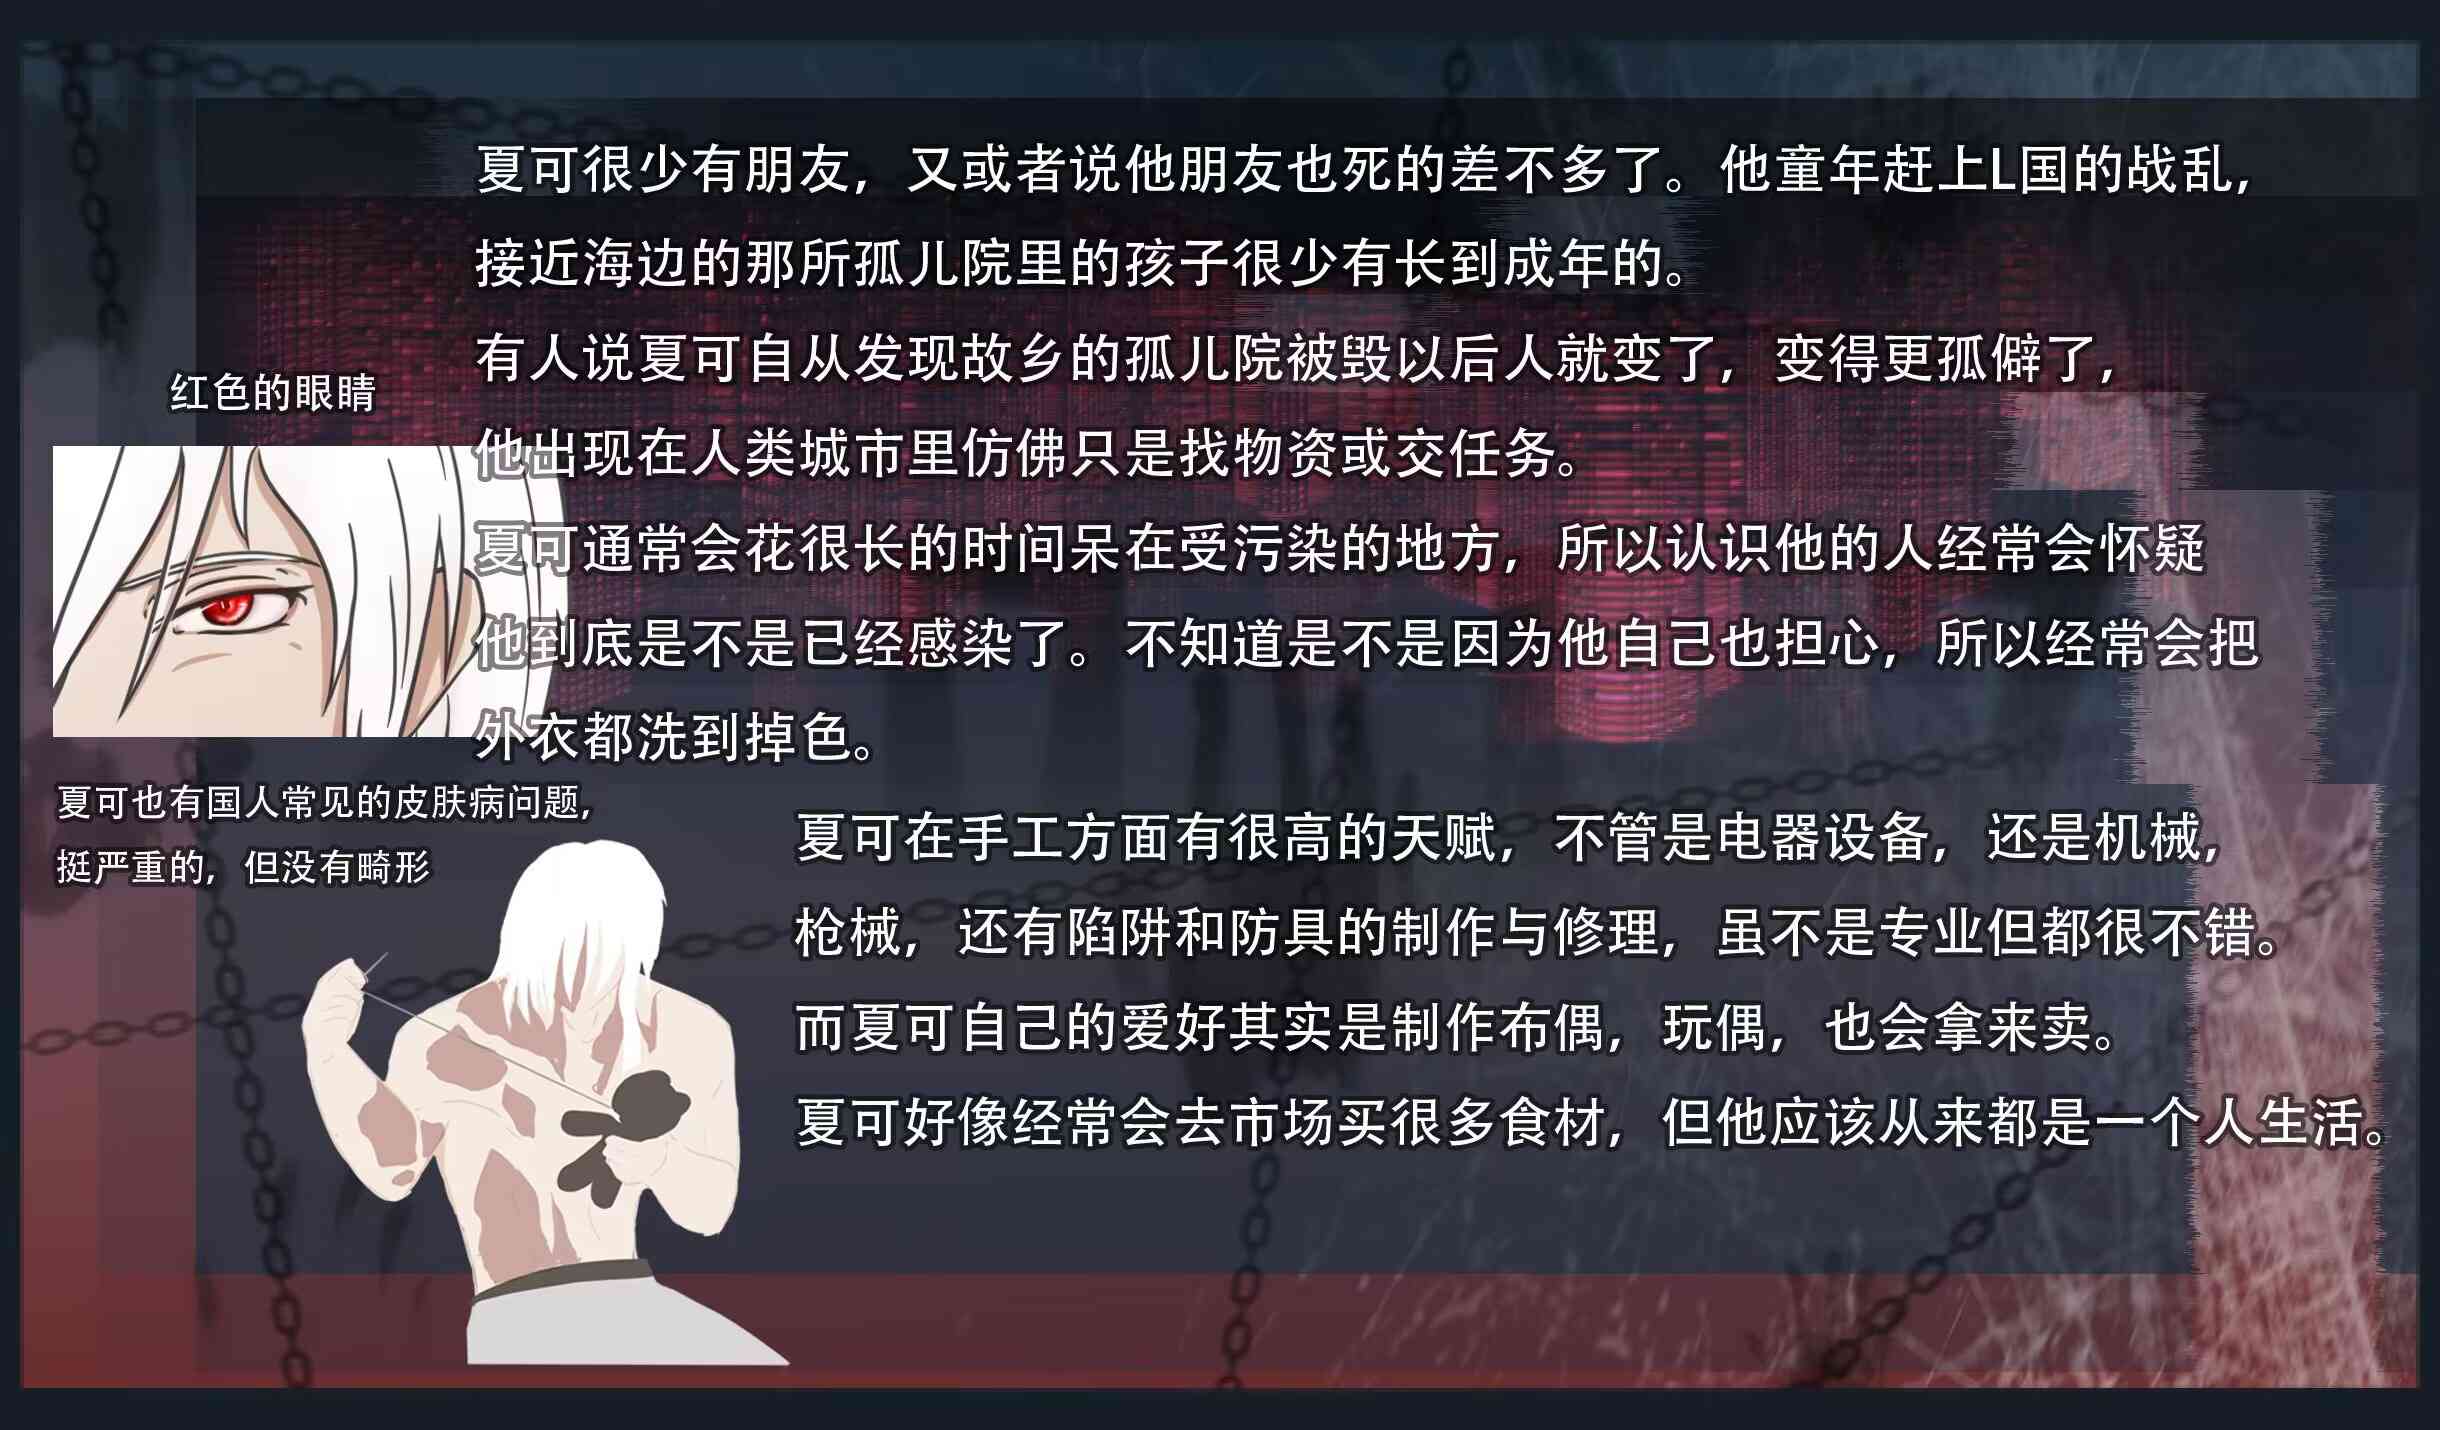 夏可很少有朋友，又或者说他朋友也死的差不多了。他童年赶上L国的战乱，
接近海边的那所孤儿院里的孩子很少有长到成年的。
有人说夏可自从发现故乡的孤儿院被毁以后人就变了，变得更孤僻了，
他出现在人类城市里仿佛只是找物资或交任务。
夏可通常会花很长的时间呆在受污染的地方，所以认识他的人经常会怀疑
他到底是不是已经感染了。不知道是不是因为他自己也担心，所以经常会把
外衣都洗到掉色。
红色的眼睛
夏可也有国人常见的皮肤病问题，
挺严重的，但没有畸形
夏可在手工方面有很高的天赋，不管是电器设备，还是机械，
枪械，还有陷阱和防具的制作与修理，虽不是专业但都很不错。
而夏可自己的爱好其实是制作布偶，玩偶，也会拿来卖。
夏可好像经常会去市场买很多食材，但他应该从来都是一个人生活。